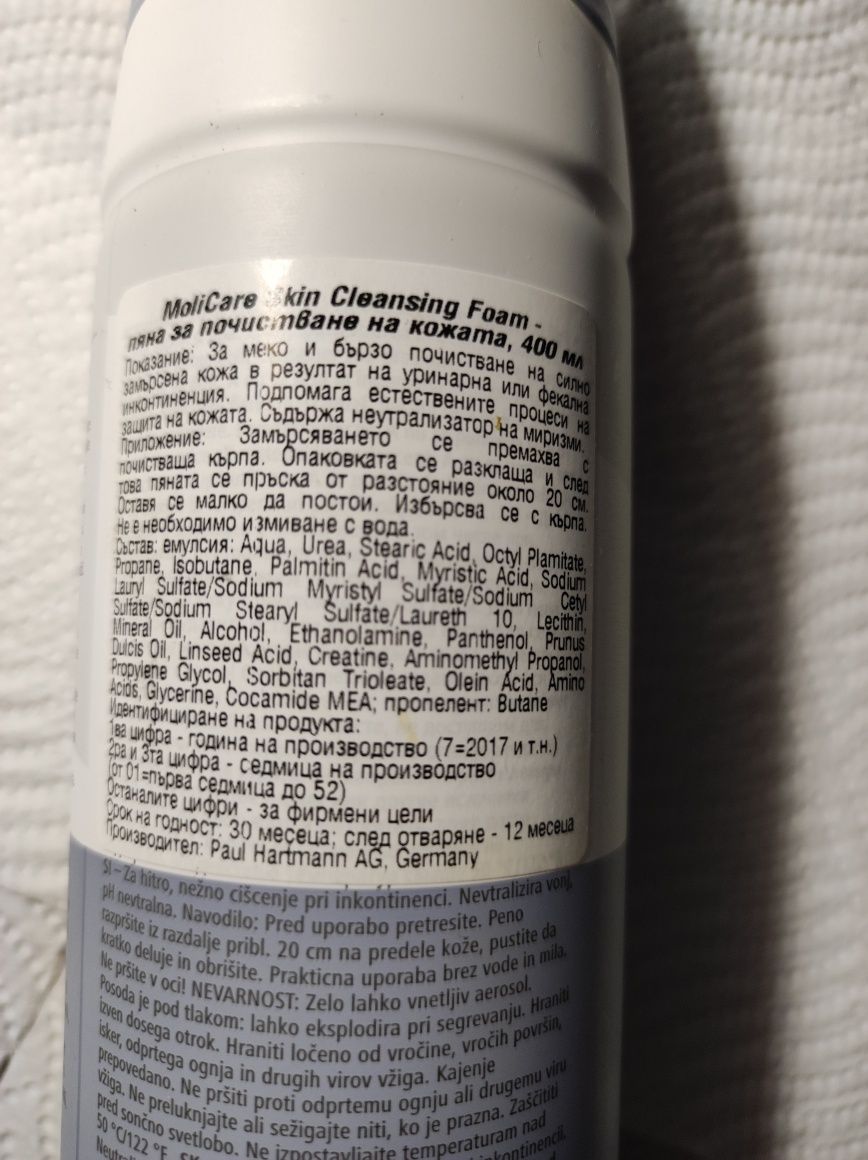 MoliCare Skin Cleansing Foam -
пяна за почистване на кожата, 400 мл
Показание: За меко и бързо почистване на силно
замърсена кожа в резултат на уринарна или фекална
инконтиненция. Подпомага естествените процеси на
защита на кожата. Съдържа неутрализатор на миризми.
Приложение: Замърсяването се премахва с
почистваща кърпа. Опаковката се разклаща и след
това пяната се пръска от разстояние около 20 см.
Оставя се малко да постои. Избърсва се с кърпа.
Не е необходимо измиване с вода.
Състав: емулсия: Aqua, Urea, Stearic Acid, Octyl Plamitate,
Propane, Isobutane, Palmitin Acid, Myristic Acid, Sodium
Lauryl Sulfate/Sodium Myristyl Sulfate/Sodium Cetyl
Sulfate/Sodium Stearyl Sulfate/Laureth 10, Lecithin,
Mineral Oil, Alcohol, Ethanolamine, Panthenol, Prunus
Dulcis Oil, Linseed Acid, Creatine, Aminomethyl Propanol,
Propylene Glycol, Sorbitan Trioleate, Olein Acid, Amino
Acids, Glycerine, Cocamide MEA; пропелент: Butane
Идентифициране на продукта:
1ва цифра - година на производство (7=2017 и т.н.)
2ра и 3та цифра - седмица на производство
(от 01=първа седмица до 52)
Останалите цифри - за фирмени цели
Срок на годност: 30 месеца; след отваряне - 12 месеца
Производител: Paul Hartmann AG, Germany
SI – Za hitro, nežno ciščenje pri inkontinenci. Nevtralizira vonj,
pH nevtralna. Navodilo: Pred uporabo pretresite. Peno
razpršite iz razdalje pribl. 20 cm na predele kože, pustite da
kratko deluje in obrišite. Prakticna uporaba brez vode in mila.
Ne pršite v oci! NEVARNOST: Zelo lahko vnetljiv aerosol.
Posoda je pod tlakom: lahko eksplodira pri segrevanju. Hraniti
izven dosega otrok. Hraniti ločeno od vročine, vročih površin,
isker, odprtega ognja in drugih virov vžiga. Kajenje
prepovedano. Ne pršiti proti odprtemu ognju ali drugemu viru
vžiga. Ne preluknjajte ali sežigajte niti, ko je prazna. Zaščititi
pred sončno svetlobo. Ne izpostavljajte temperaturam nad
50 °C/122 °F. SK
inkontinencii.